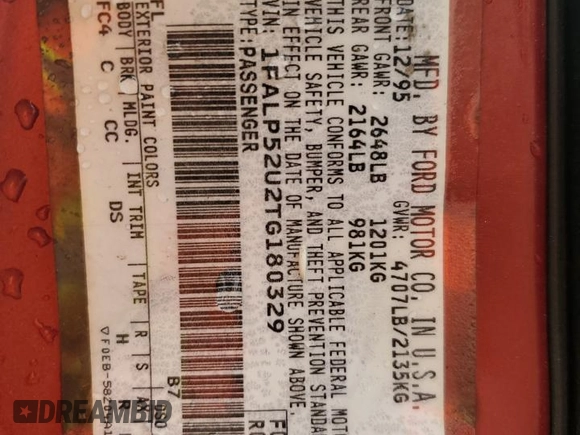 MFD. BY FORD MOTOR CO. IN U.S.A.
DATE: 12/95 GVWR: 4707LB/2135KG
FRONT GAWR: 2648LB 1201KG
REAR GAWR: 2164LB 981KG
THIS VEHICLE CONFORMS TO ALL APPLICABLE FEDERAL MOTOR
VEHICLE SAFETY, BUMPER, AND THEFT PREVENTION STANDA
IN EFFECT ON THE DATE OF MANUFACTURE SHOWN ABOVE.
VIN: 1FALP52U2TG180329
TYPE: PASSENGER
FL B7
EXTERIOR PAINT COLORS
BODY BRK MLDG. INT TRIM TAPE R S AX
FC4 C CC DS H
DREAMBID